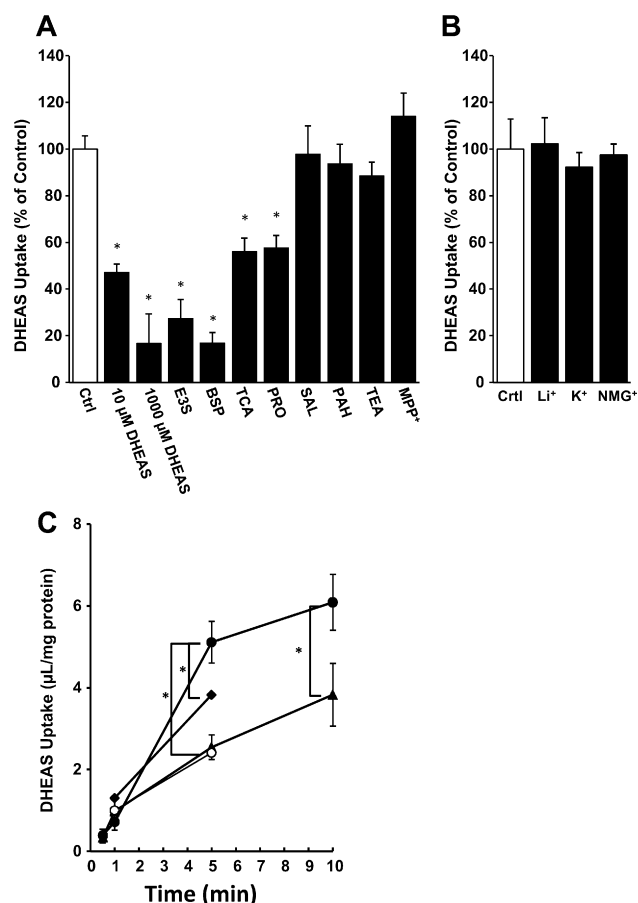 A
DHEAS Uptake (% of Control)
140
120
100
80
60
40
20
0
*
*
*
*
*
*
Ctrl
10 µM DHEAS
1000 µM DHEAS
E3S
BSP
TCA
PRO
SAL
PAH
TEA
MPP⁺
B
DHEAS Uptake (% of Control)
140
120
100
80
60
40
20
0
Crtl Li⁺ K⁺ NMG⁺
C
DHEAS Uptake (µL/mg protein)
8
6
4
2
0
*
*
*
0 1 2 3 4 5 6 7 8 9 10
Time (min)